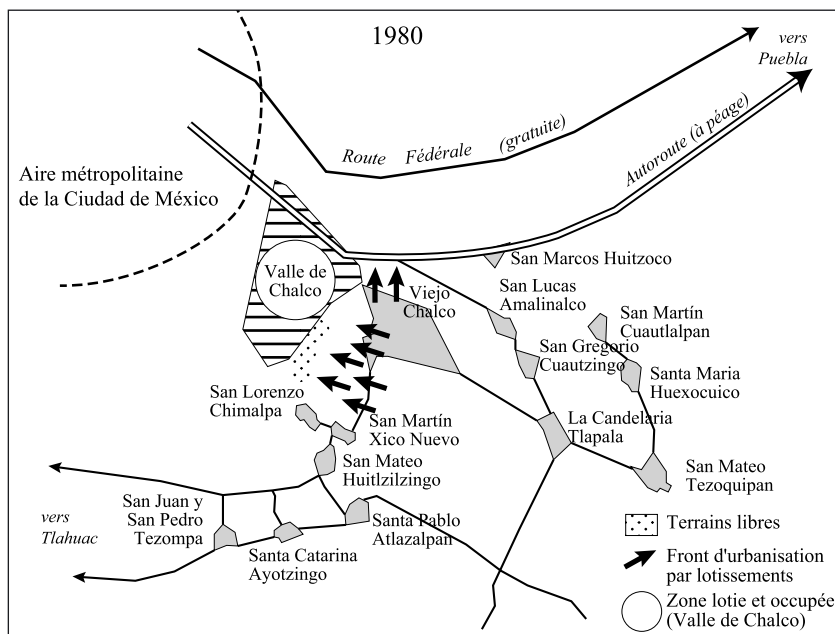 1980
vers
Puebla
Route Fédérale (gratuite)
Autoroute (à péage)
Aire métropolitaine
de la Ciudad de México
Valle de
Chalco
Viejo
Chalco
San Marcos Huitzoco
San Lucas
Amalinalco
San Martín
Cuautlalpan
San Gregorio
Cuautzingo
Santa Maria
Huexocuico
San Lorenzo
Chimalpa
San Martín
Xico Nuevo
La Candelaria
Tlapala
San Mateo
Huitlzilzingo
San Mateo
Tezoquipan
San Juan y
San Pedro
Tezompa
vers
Tlahuac
Santa Catarina
Ayotzingo
Santa Pablo
Atlazalpan
Terrains libres
Front d'urbanisation
par lotissements
Zone lotie et occupée
(Valle de Chalco)